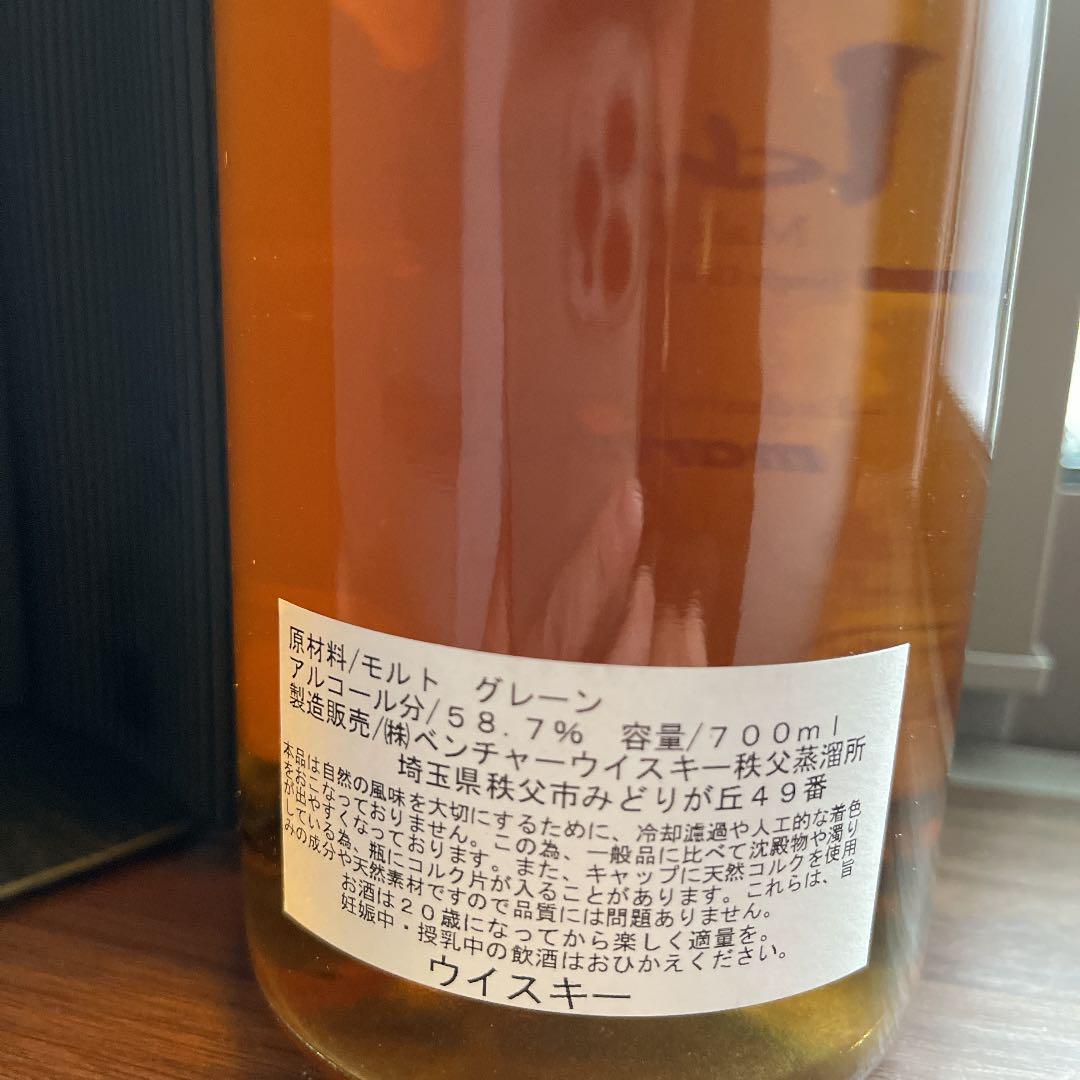 原材料/モルト　グレーン
アルコール分/５８．７％　容量/７００ｍｌ
製造販売/㈱ベンチャーウイスキー秩父蒸溜所
埼玉県秩父市みどりが丘４９番
本品は自然の風味を大切にするために、冷却濾過や人工的な着色
をおこなっておりません。この為、一般品に比べて沈殿物や濁り
が出やすくなっております。また、キャップに天然コルクを使用
している為、瓶にコルク片が入ることがあります。これらは、旨
みの成分や天然素材ですので品質には問題ありません。
お酒は２０歳になってから楽しく適量を。
妊娠中・授乳中の飲酒はおひかえください。
ウイスキー